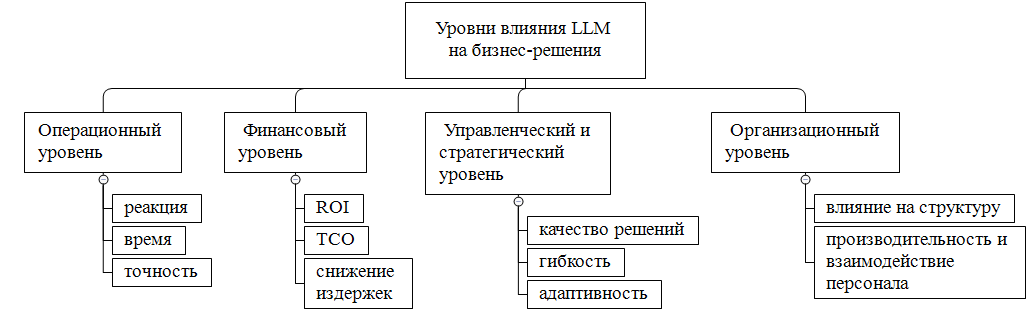 Уровни влияния LLM
на бизнес-решения
Операционный
уровень
реакция
время
точность
Финансовый
уровень
ROI
TCO
снижение
издержек
Управленческий и
стратегический
уровень
качество решений
гибкость
адаптивность
Организационный
уровень
влияние на структуру
производительность и
взаимодействие
персонала